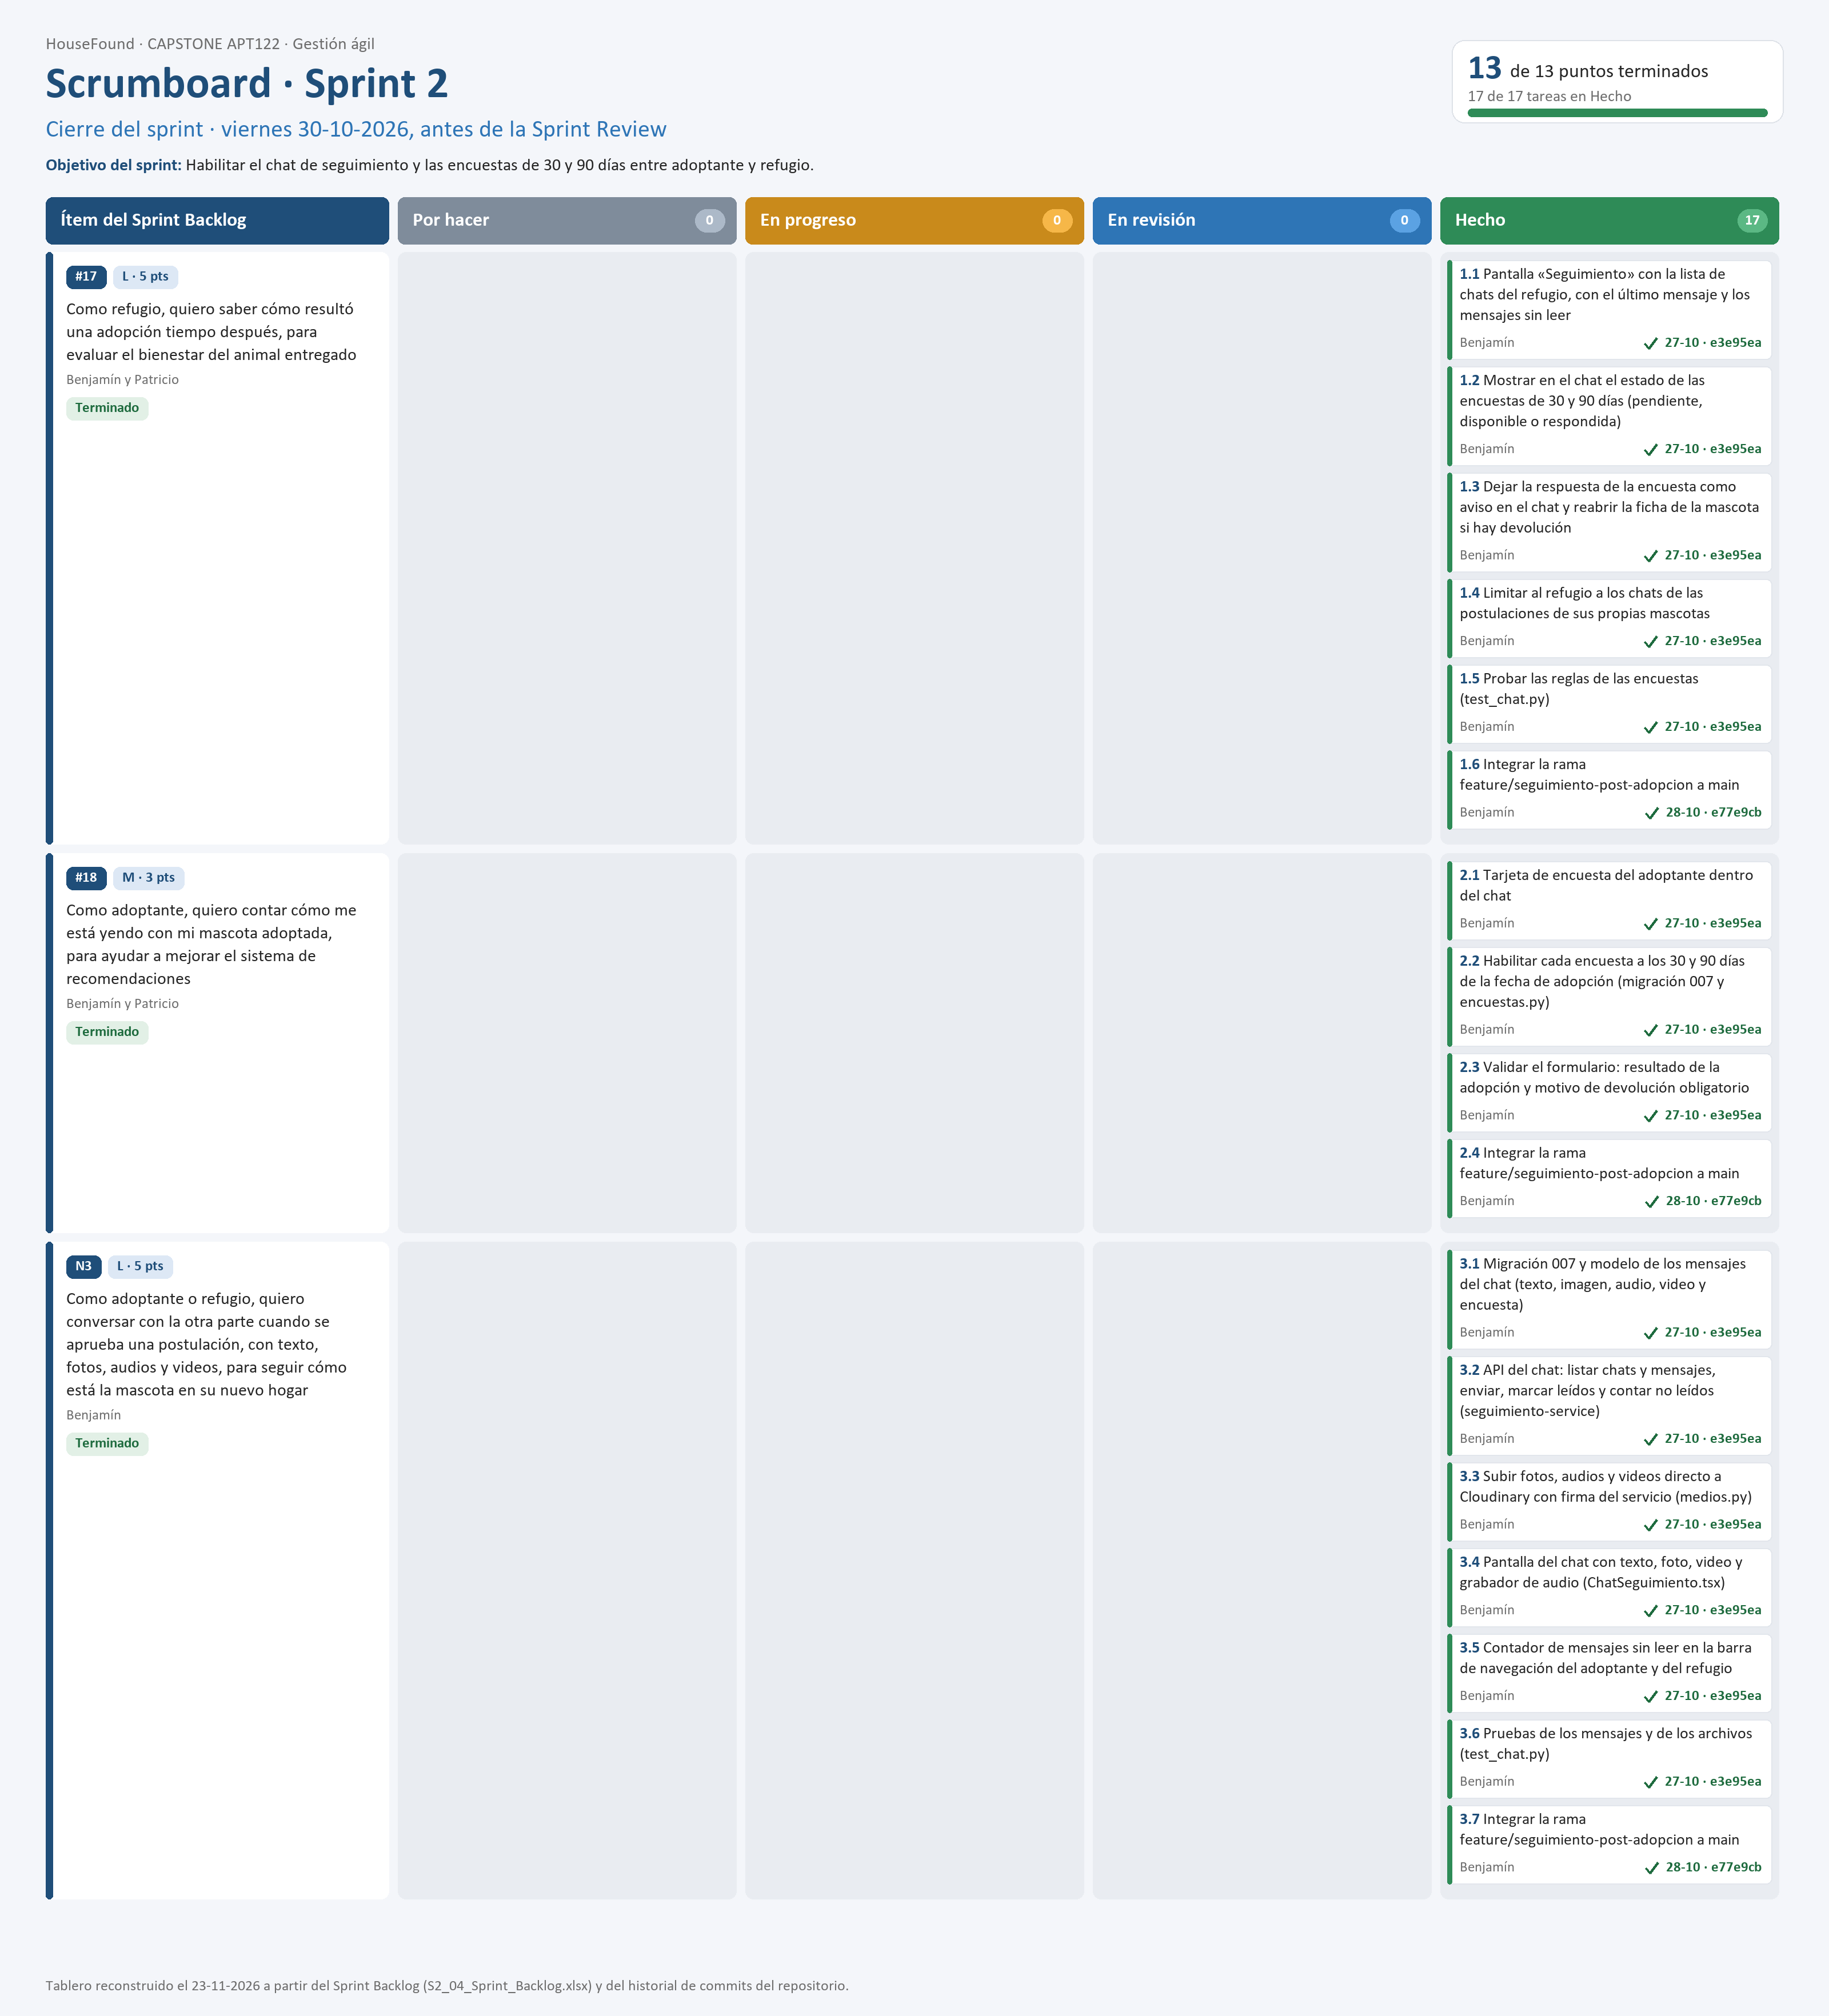 HouseFound · CAPSTONE APT122 · Gestión ágil
Scrumboard · Sprint 2
Cierre del sprint · viernes 30-10-2026, antes de la Sprint Review
Objetivo del sprint: Habilitar el chat de seguimiento y las encuestas de 30 y 90 días entre adoptante y refugio.
13 de 13 puntos terminados
17 de 17 tareas en Hecho
Ítem del Sprint Backlog
Por hacer 0
En progreso 0
En revisión 0
Hecho 17
#17 L · 5 pts
Como refugio, quiero saber cómo resultó
una adopción tiempo después, para
evaluar el bienestar del animal entregado
Benjamín y Patricio
Terminado
1.1 Pantalla «Seguimiento» con la lista de
chats del refugio, con el último mensaje y los
mensajes sin leer
Benjamín ✓ 27-10 · e3e95ea
1.2 Mostrar en el chat el estado de las
encuestas de 30 y 90 días (pendiente,
disponible o respondida)
Benjamín ✓ 27-10 · e3e95ea
1.3 Dejar la respuesta de la encuesta como
aviso en el chat y reabrir la ficha de la mascota
si hay devolución
Benjamín ✓ 27-10 · e3e95ea
1.4 Limitar al refugio a los chats de las
postulaciones de sus propias mascotas
Benjamín ✓ 27-10 · e3e95ea
1.5 Probar las reglas de las encuestas
(test_chat.py)
Benjamín ✓ 27-10 · e3e95ea
1.6 Integrar la rama
feature/seguimiento-post-adopcion a main
Benjamín ✓ 28-10 · e77e9cb
#18 M · 3 pts
Como adoptante, quiero contar cómo me
está yendo con mi mascota adoptada,
para ayudar a mejorar el sistema de
recomendaciones
Benjamín y Patricio
Terminado
2.1 Tarjeta de encuesta del adoptante dentro
del chat
Benjamín ✓ 27-10 · e3e95ea
2.2 Habilitar cada encuesta a los 30 y 90 días
de la fecha de adopción (migración 007 y
encuestas.py)
Benjamín ✓ 27-10 · e3e95ea
2.3 Validar el formulario: resultado de la
adopción y motivo de devolución obligatorio
Benjamín ✓ 27-10 · e3e95ea
2.4 Integrar la rama
feature/seguimiento-post-adopcion a main
Benjamín ✓ 28-10 · e77e9cb
N3 L · 5 pts
Como adoptante o refugio, quiero
conversar con la otra parte cuando se
aprueba una postulación, con texto,
fotos, audios y videos, para seguir cómo
está la mascota en su nuevo hogar
Benjamín
Terminado
3.1 Migración 007 y modelo de los mensajes
del chat (texto, imagen, audio, video y
encuesta)
Benjamín ✓ 27-10 · e3e95ea
3.2 API del chat: listar chats y mensajes,
enviar, marcar leídos y contar no leídos
(seguimiento-service)
Benjamín ✓ 27-10 · e3e95ea
3.3 Subir fotos, audios y videos directo a
Cloudinary con firma del servicio (medios.py)
Benjamín ✓ 27-10 · e3e95ea
3.4 Pantalla del chat con texto, foto, video y
grabador de audio (ChatSeguimiento.tsx)
Benjamín ✓ 27-10 · e3e95ea
3.5 Contador de mensajes sin leer en la barra
de navegación del adoptante y del refugio
Benjamín ✓ 27-10 · e3e95ea
3.6 Pruebas de los mensajes y de los archivos
(test_chat.py)
Benjamín ✓ 27-10 · e3e95ea
3.7 Integrar la rama
feature/seguimiento-post-adopcion a main
Benjamín ✓ 28-10 · e77e9cb
Tablero reconstruido el 23-11-2026 a partir del Sprint Backlog (S2_04_Sprint_Backlog.xlsx) y del historial de commits del repositorio.